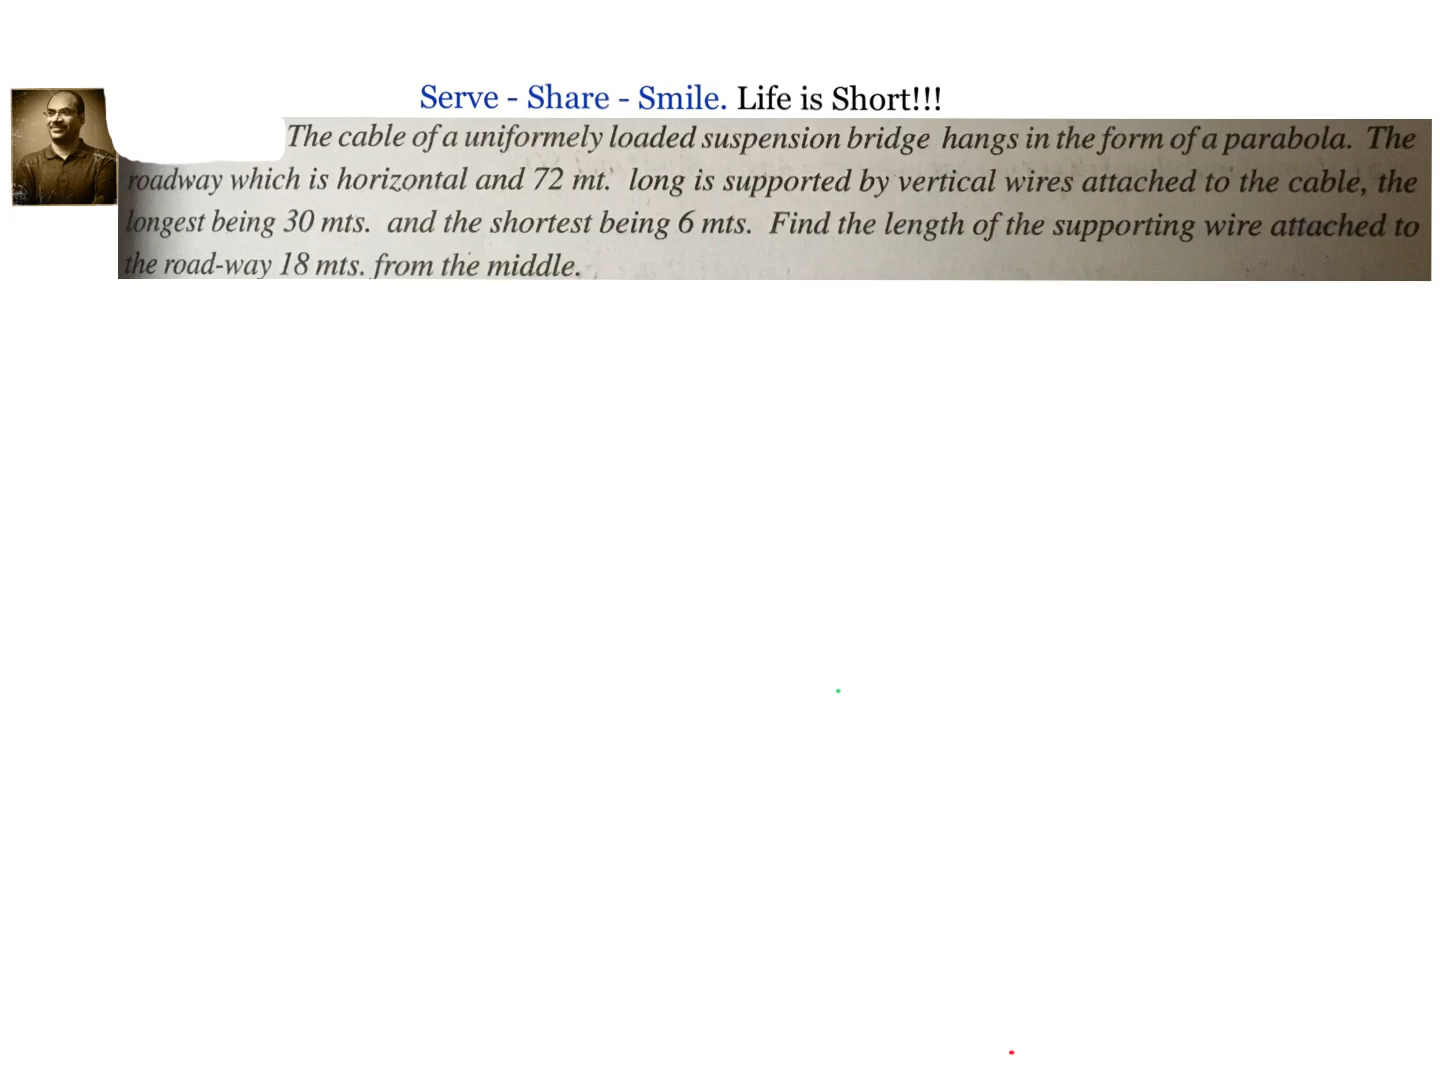 Serve - Share - Smile. Life is Short!!!
The cable of a uniformely loaded suspension bridge hangs in the form of a parabola. The
roadway which is horizontal and 72 mt. long is supported by vertical wires attached to the cable, the
longest being 30 mts. and the shortest being 6 mts. Find the length of the supporting wire attached to
the road-way 18 mts. from the middle.